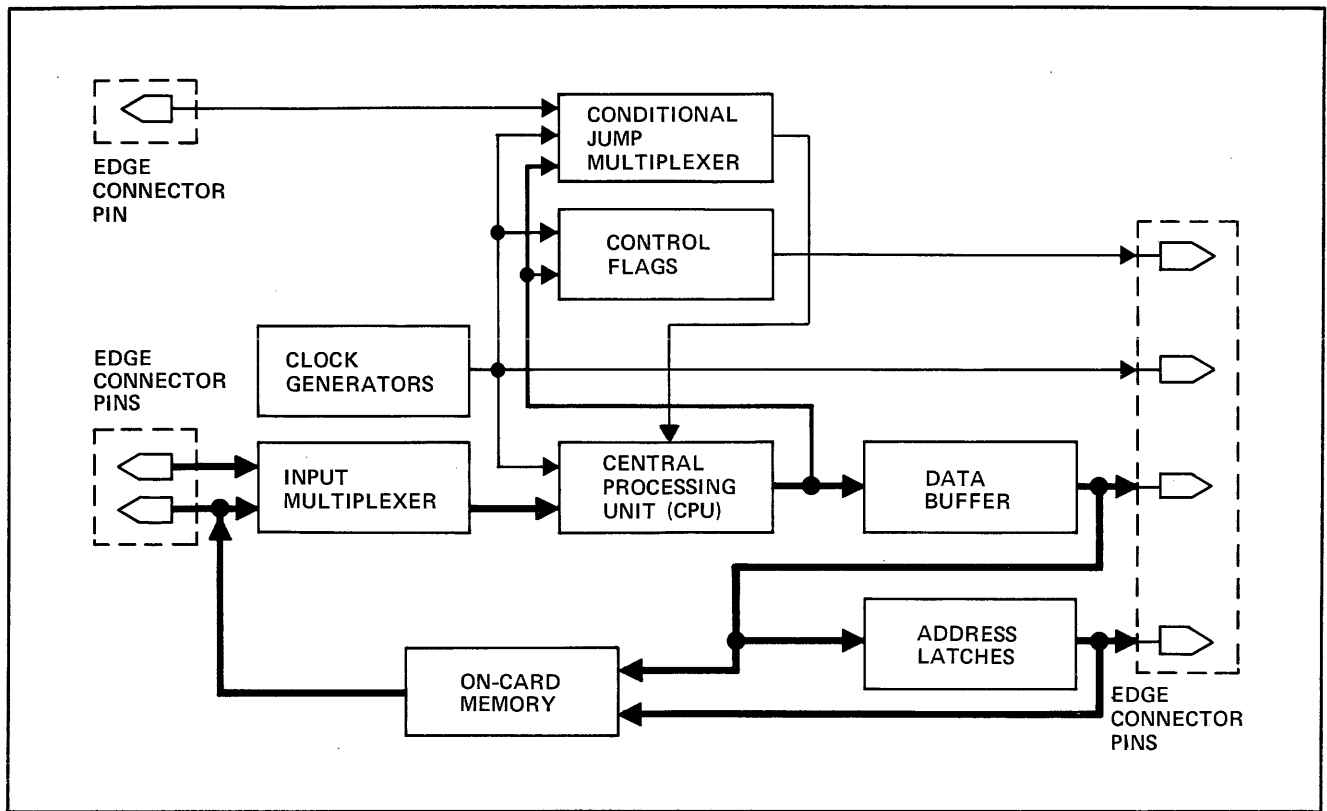 CONDITIONAL
JUMP
MULTIPLEXER
EDGE
CONNECTOR
PIN
CONTROL
FLAGS
CLOCK
GENERATORS
EDGE
CONNECTOR
PINS
INPUT
MULTIPLEXER
CENTRAL
PROCESSING
UNIT (CPU)
DATA
BUFFER
ADDRESS
LATCHES
ON-CARD
MEMORY
EDGE
CONNECTOR
PINS